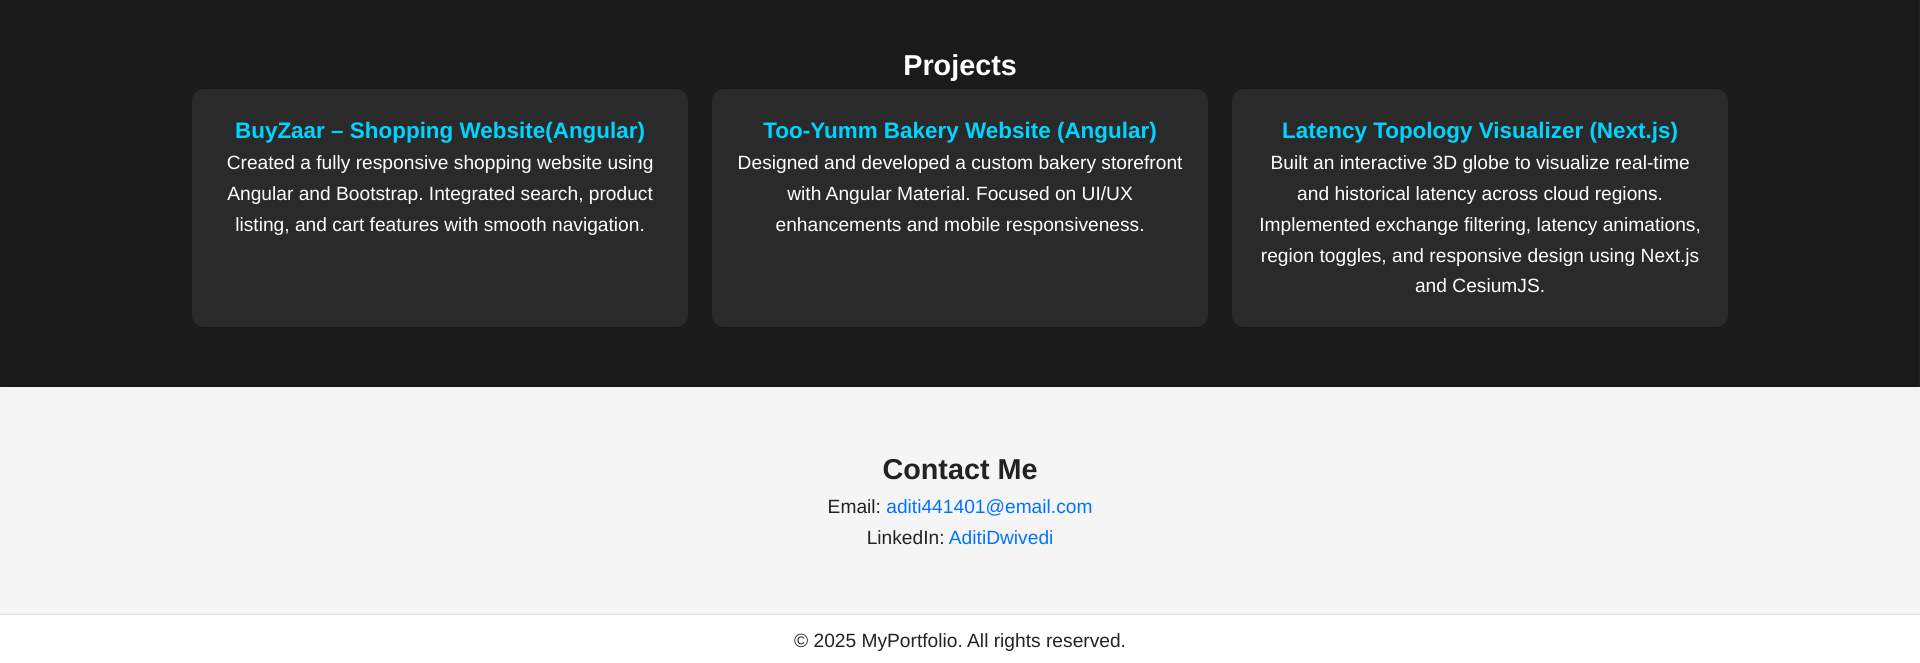 Projects
BuyZaar – Shopping Website(Angular)
Created a fully responsive shopping website using
Angular and Bootstrap. Integrated search, product
listing, and cart features with smooth navigation.
Too-Yumm Bakery Website (Angular)
Designed and developed a custom bakery storefront
with Angular Material. Focused on UI/UX
enhancements and mobile responsiveness.
Latency Topology Visualizer (Next.js)
Built an interactive 3D globe to visualize real-time
and historical latency across cloud regions.
Implemented exchange filtering, latency animations,
region toggles, and responsive design using Next.js
and CesiumJS.
Contact Me
Email: aditi441401@email.com
LinkedIn: AditiDwivedi
© 2025 MyPortfolio. All rights reserved.